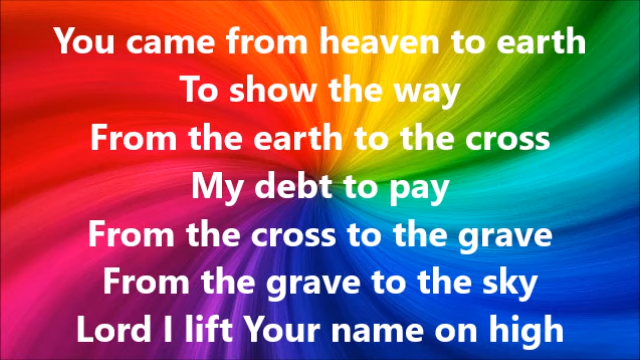 You came from heaven to earth
To show the way
From the earth to the cross
My debt to pay
From the cross to the grave
From the grave to the sky
Lord I lift Your name on high